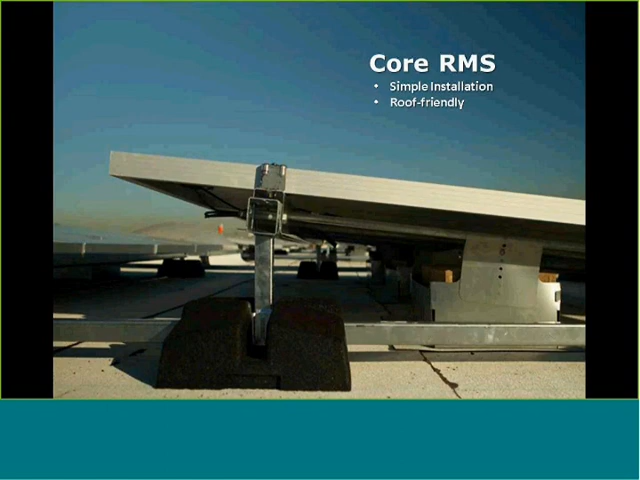 Core RMS
• Simple Installation
• Roof-friendly